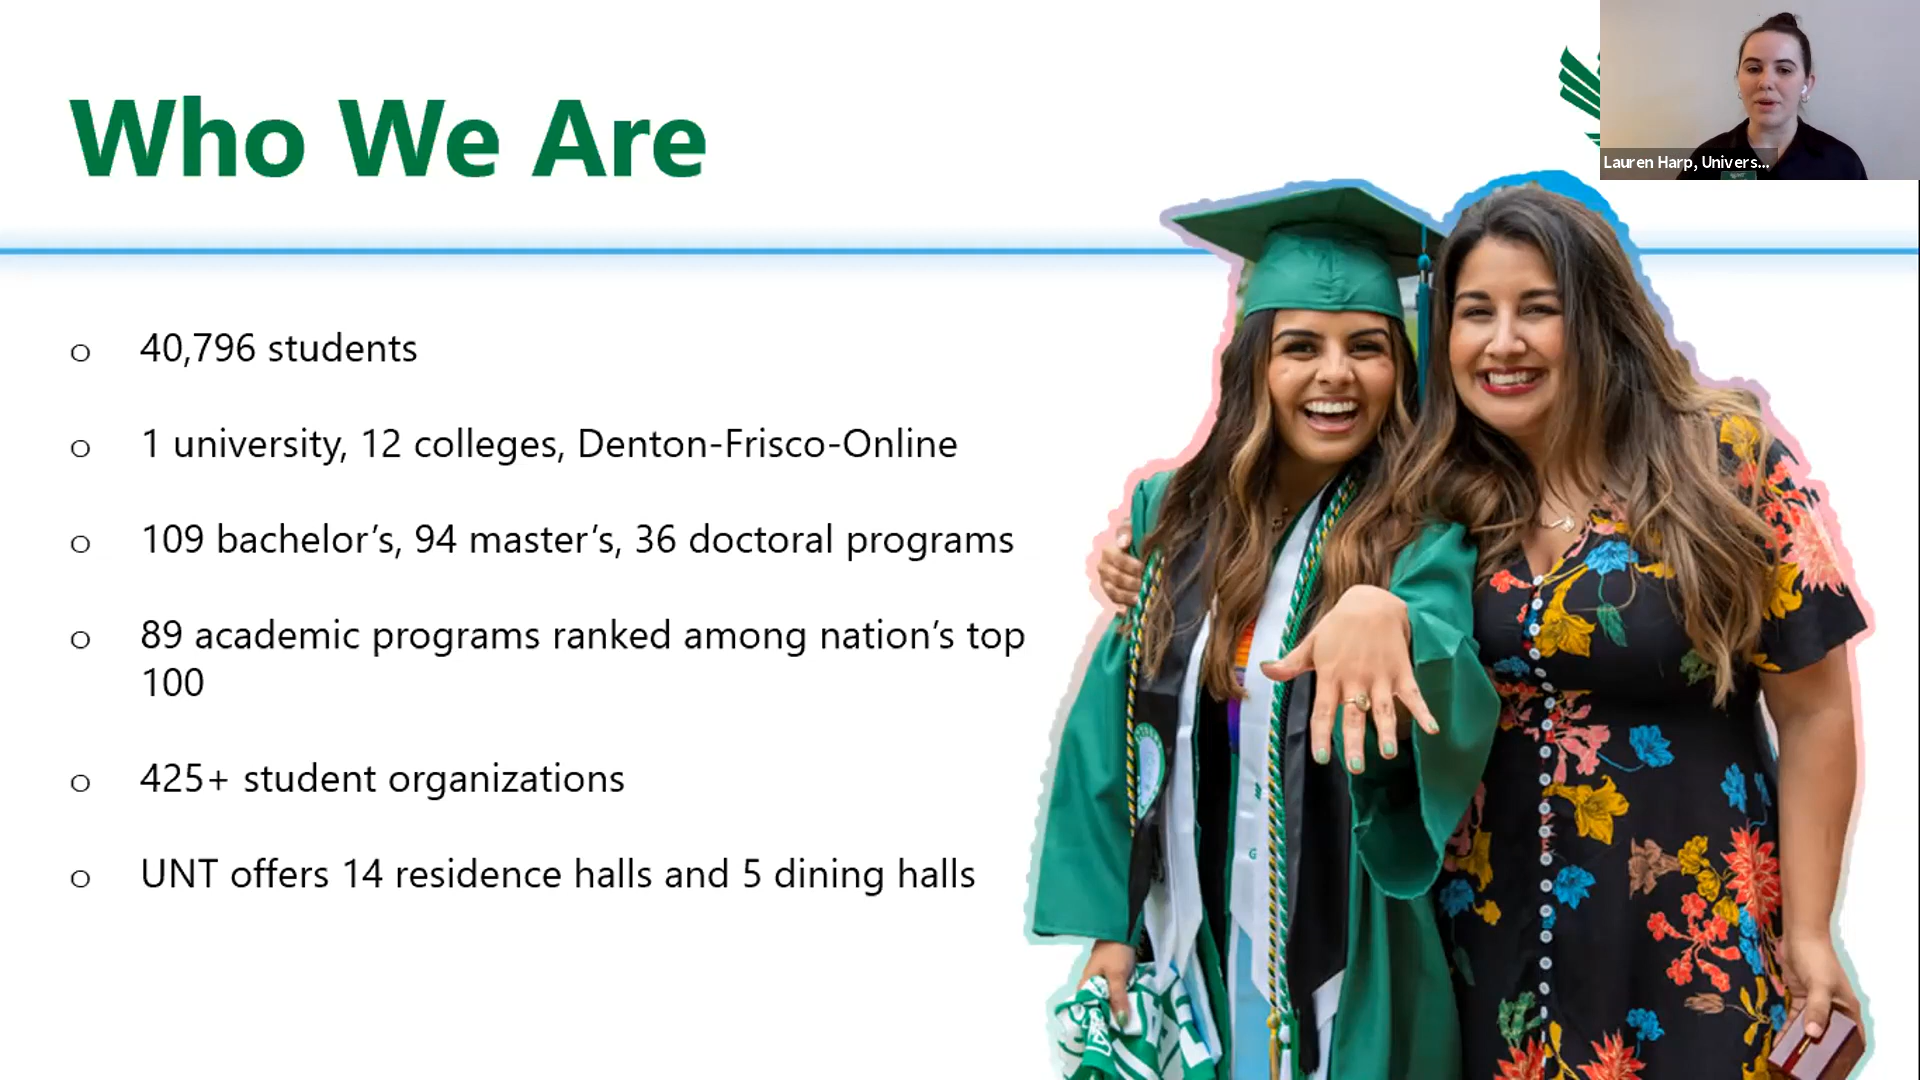 Who We Are
Lauren Harp, Univers...
o 40,796 students
o 1 university, 12 colleges, Denton-Frisco-Online
o 109 bachelor’s, 94 master’s, 36 doctoral programs
o 89 academic programs ranked among nation’s top
100
o 425+ student organizations
o UNT offers 14 residence halls and 5 dining halls